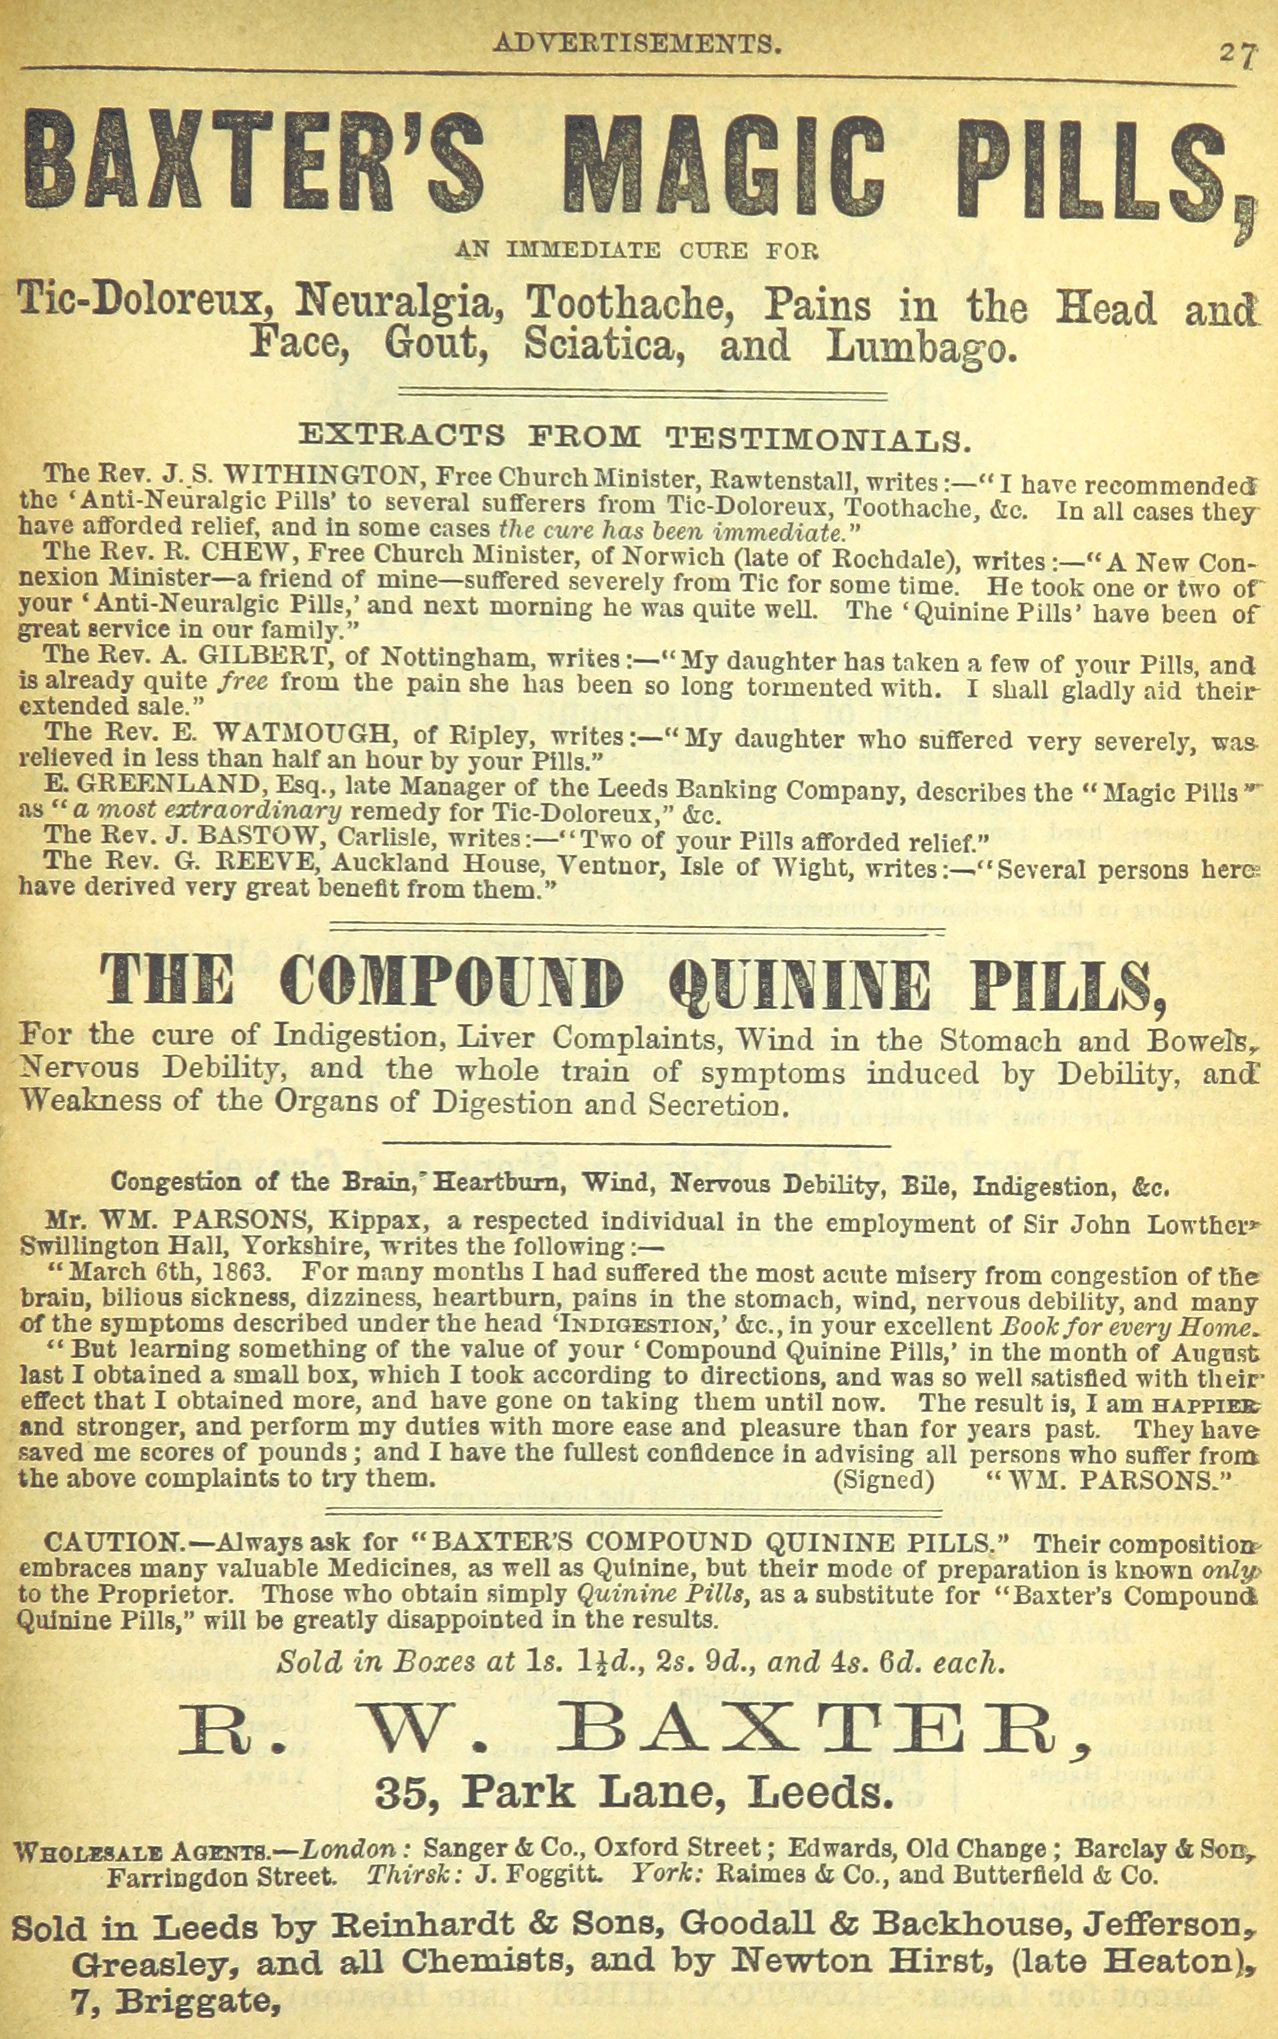 ADVERTISEMENTS.
27
BAXTER'S MAGIC PILLS,
AN IMMEDIATE CURE FOR
Tic-Doloreux, Neuralgia, Toothache, Pains in the Head and
Face, Gout, Sciatica, and Lumbago.
EXTRACTS FROM TESTIMONIALS.
The Rev. J. S. WITHINGTON, Free Church Minister, Rawtenstall, writes:—"I have recommended
the 'Anti-Neuralgic Pills' to several sufferers from Tic-Doloreux, Toothache, &c. In all cases they
have afforded relief, and in some cases the cure has been immediate."
The Rev. R. CHEW, Free Church Minister, of Norwich (late of Rochdale), writes:—"A New Con-
nexion Minister—a friend of mine—suffered severely from Tic for some time. He took one or two of
your 'Anti-Neuralgic Pills,' and next morning he was quite well. The 'Quinine Pills' have been of
great service in our family."
The Rev. A. GILBERT, of Nottingham, writes:—"My daughter has taken a few of your Pills, and
is already quite free from the pain she has been so long tormented with. I shall gladly aid their
extended sale."
The Rev. E. WATMOUGH, of Ripley, writes:—"My daughter who suffered very severely, was
relieved in less than half an hour by your Pills."
E. GREENLAND, Esq., late Manager of the Leeds Banking Company, describes the "Magic Pills"
as "a most extraordinary remedy for Tic-Doloreux," &c.
The Rev. J. BASTOW, Carlisle, writes:—"Two of your Pills afforded relief."
The Rev. G. REEVE, Auckland House, Ventnor, Isle of Wight, writes:—"Several persons here
have derived very great benefit from them."
THE COMPOUND QUININE PILLS,
For the cure of Indigestion, Liver Complaints, Wind in the Stomach and Bowels,
Nervous Debility, and the whole train of symptoms induced by Debility, and
Weakness of the Organs of Digestion and Secretion.
Congestion of the Brain, Heartburn, Wind, Nervous Debility, Bile, Indigestion, &c.
Mr. WM. PARSONS, Kippax, a respected individual in the employment of Sir John Lowther
Swillington Hall, Yorkshire, writes the following:—
"March 6th, 1863. For many months I had suffered the most acute misery from congestion of the
brain, bilious sickness, dizziness, heartburn, pains in the stomach, wind, nervous debility, and many
of the symptoms described under the head 'INDIGESTION,' &c., in your excellent Book for every Home.
"But learning something of the value of your 'Compound Quinine Pills,' in the month of August
last I obtained a small box, which I took according to directions, and was so well satisfied with their
effect that I obtained more, and have gone on taking them until now. The result is, I am HAPPIER
and stronger, and perform my duties with more ease and pleasure than for years past. They have
saved me scores of pounds; and I have the fullest confidence in advising all persons who suffer from
the above complaints to try them. (Signed) "WM. PARSONS."
CAUTION.—Always ask for "BAXTER'S COMPOUND QUININE PILLS." Their composition
embraces many valuable Medicines, as well as Quinine, but their mode of preparation is known only
to the Proprietor. Those who obtain simply Quinine Pills, as a substitute for "Baxter's Compound
Quinine Pills," will be greatly disappointed in the results.
Sold in Boxes at 1s. 1½d., 2s. 9d., and 4s. 6d. each.
R. W. BAXTER,
35, Park Lane, Leeds.
WHOLESALE AGENTS.—London: Sanger & Co., Oxford Street; Edwards, Old Change; Barclay & Son,
Farringdon Street. Thirsk: J. Foggitt. York: Raimes & Co., and Butterfield & Co.
Sold in Leeds by Reinhardt & Sons, Goodall & Backhouse, Jefferson,
Greasley, and all Chemists, and by Newton Hirst, (late Heaton),
7, Briggate,